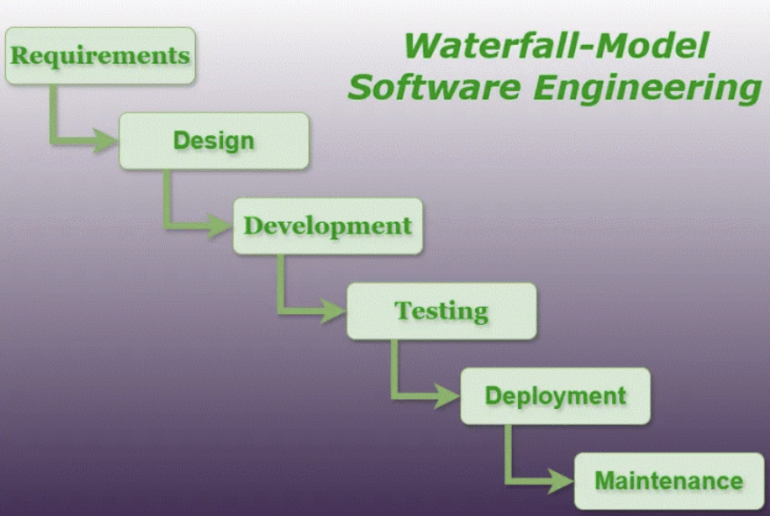 Waterfall-Model
Software Engineering
Requirements
Design
Development
Testing
Deployment
Maintenance